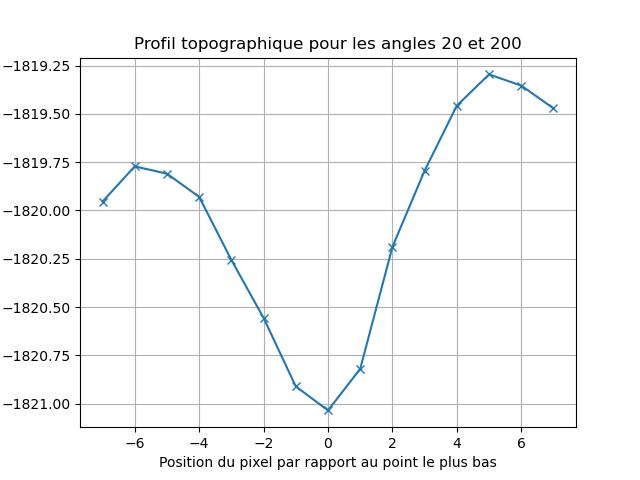 Profil topographique pour les angles 20 et 200
−1819.25
−1819.50
−1819.75
−1820.00
−1820.25
−1820.50
−1820.75
−1821.00
−6 −4 −2 0 2 4 6
Position du pixel par rapport au point le plus bas